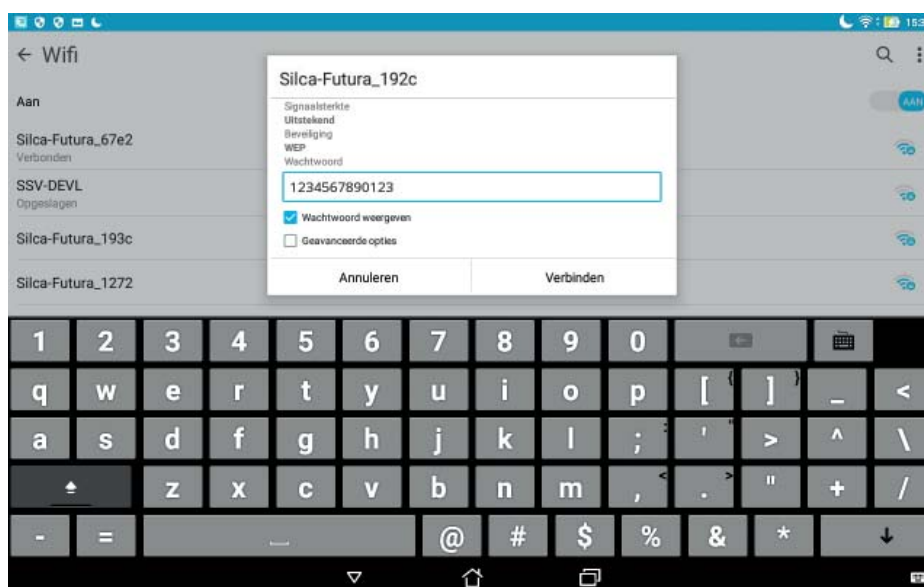 153
← Wifi
Aan
AAN
Silca-Futura_67e2
Verbonden
SSV-DEVL
Opgeslagen
Silca-Futura_193c
Silca-Futura_1272
Silca-Futura_192c
Signaalsterkte
Uitstekend
Beveiliging
WEP
Wachtwoord
1234567890123
Wachtwoord weergeven
Geavanceerde opties
Annuleren Verbinden
1 2 3 4 5 6 7 8 9 0
q w e r t y u i o p [ { ] } _ <
a s d f g h j k l ; : ' " > ^ \
z x c v b n m , < . > " + /
- = @ # $ % & *